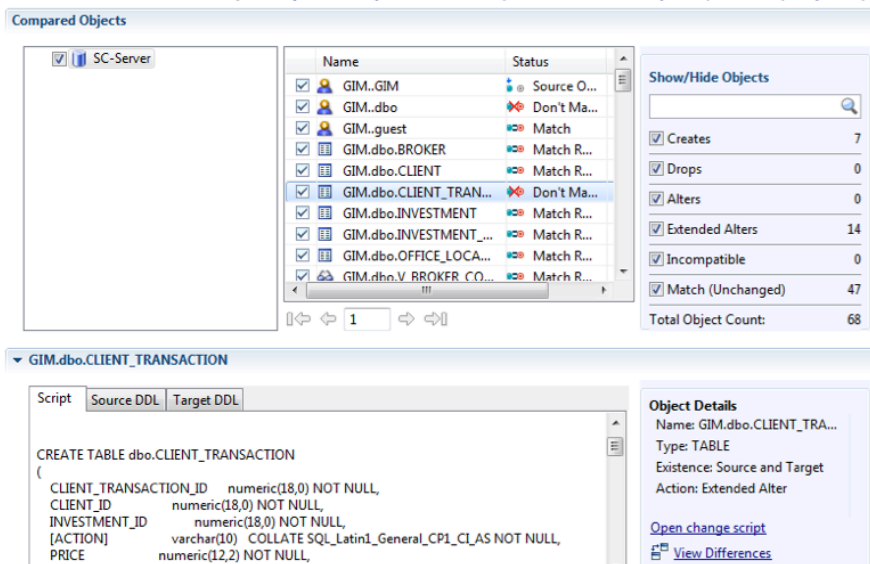 Compared Objects
SC-Server
Name Status
GIM..GIM Source O...
GIM..dbo Don't Ma...
GIM..guest Match
GIM.dbo.BROKER Match R...
GIM.dbo.CLIENT Match R...
GIM.dbo.CLIENT_TRAN... Don't Ma...
GIM.dbo.INVESTMENT Match R...
GIM.dbo.INVESTMENT_... Match R...
GIM.dbo.OFFICE_LOCA... Match R...
GIM.dbo.V_BROKER_CO... Match R...
1
Show/Hide Objects
Creates 7
Drops 0
Alters 0
Extended Alters 14
Incompatible 0
Match (Unchanged) 47
Total Object Count: 68
GIM.dbo.CLIENT_TRANSACTION
Script Source DDL Target DDL
CREATE TABLE dbo.CLIENT_TRANSACTION
(
CLIENT_TRANSACTION_ID numeric(18,0) NOT NULL,
CLIENT_ID numeric(18,0) NOT NULL,
INVESTMENT_ID numeric(18,0) NOT NULL,
[ACTION] varchar(10) COLLATE SQL_Latin1_General_CP1_CI_AS NOT NULL,
PRICE numeric(12,2) NOT NULL,
Object Details
Name: GIM.dbo.CLIENT_TRA...
Type: TABLE
Existence: Source and Target
Action: Extended Alter
Open change script
View Differences